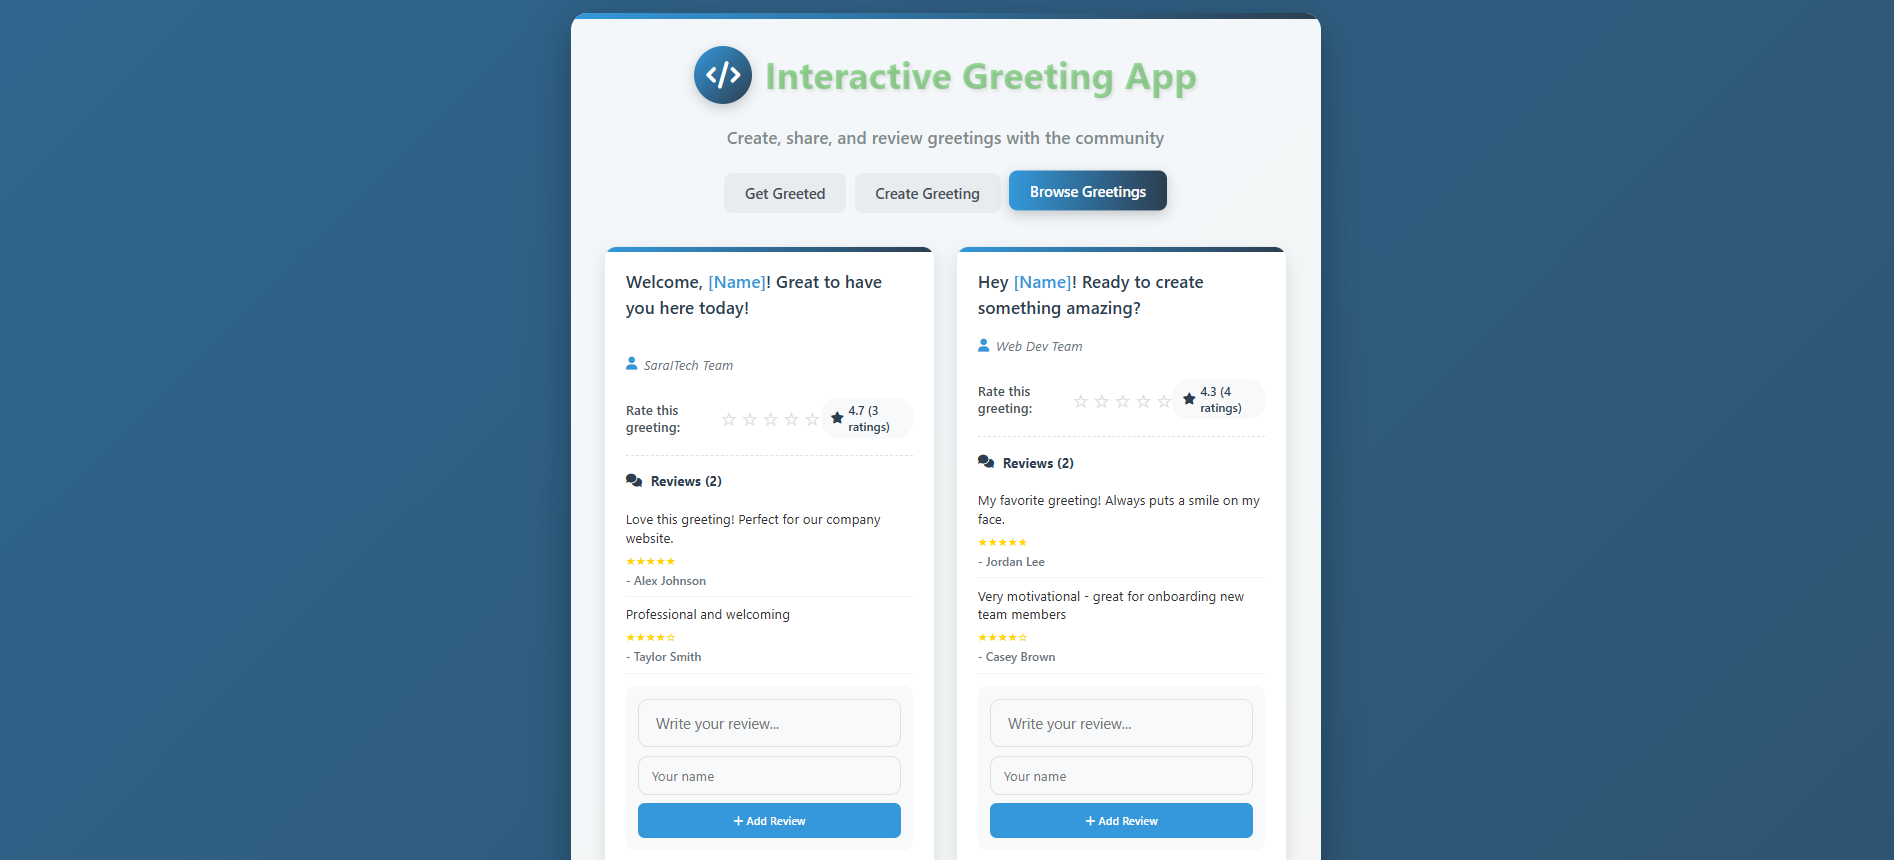 Interactive Greeting App
Create, share, and review greetings with the community
Get Greeted
Create Greeting
Browse Greetings
Welcome, [Name]! Great to have
you here today!
SaraITech Team
Rate this
greeting:
☆ ☆ ☆ ☆ ☆
★ 4.7 (3
ratings)
Reviews (2)
Love this greeting! Perfect for our company
website.
★★★★★
- Alex Johnson
Professional and welcoming
★★★★☆
- Taylor Smith
Write your review...
Your name
+ Add Review
Hey [Name]! Ready to create
something amazing?
Web Dev Team
Rate this
greeting:
☆ ☆ ☆ ☆ ☆
★ 4.3 (4
ratings)
Reviews (2)
My favorite greeting! Always puts a smile on my
face.
★★★★★
- Jordan Lee
Very motivational - great for onboarding new
team members
★★★★☆
- Casey Brown
Write your review...
Your name
+ Add Review